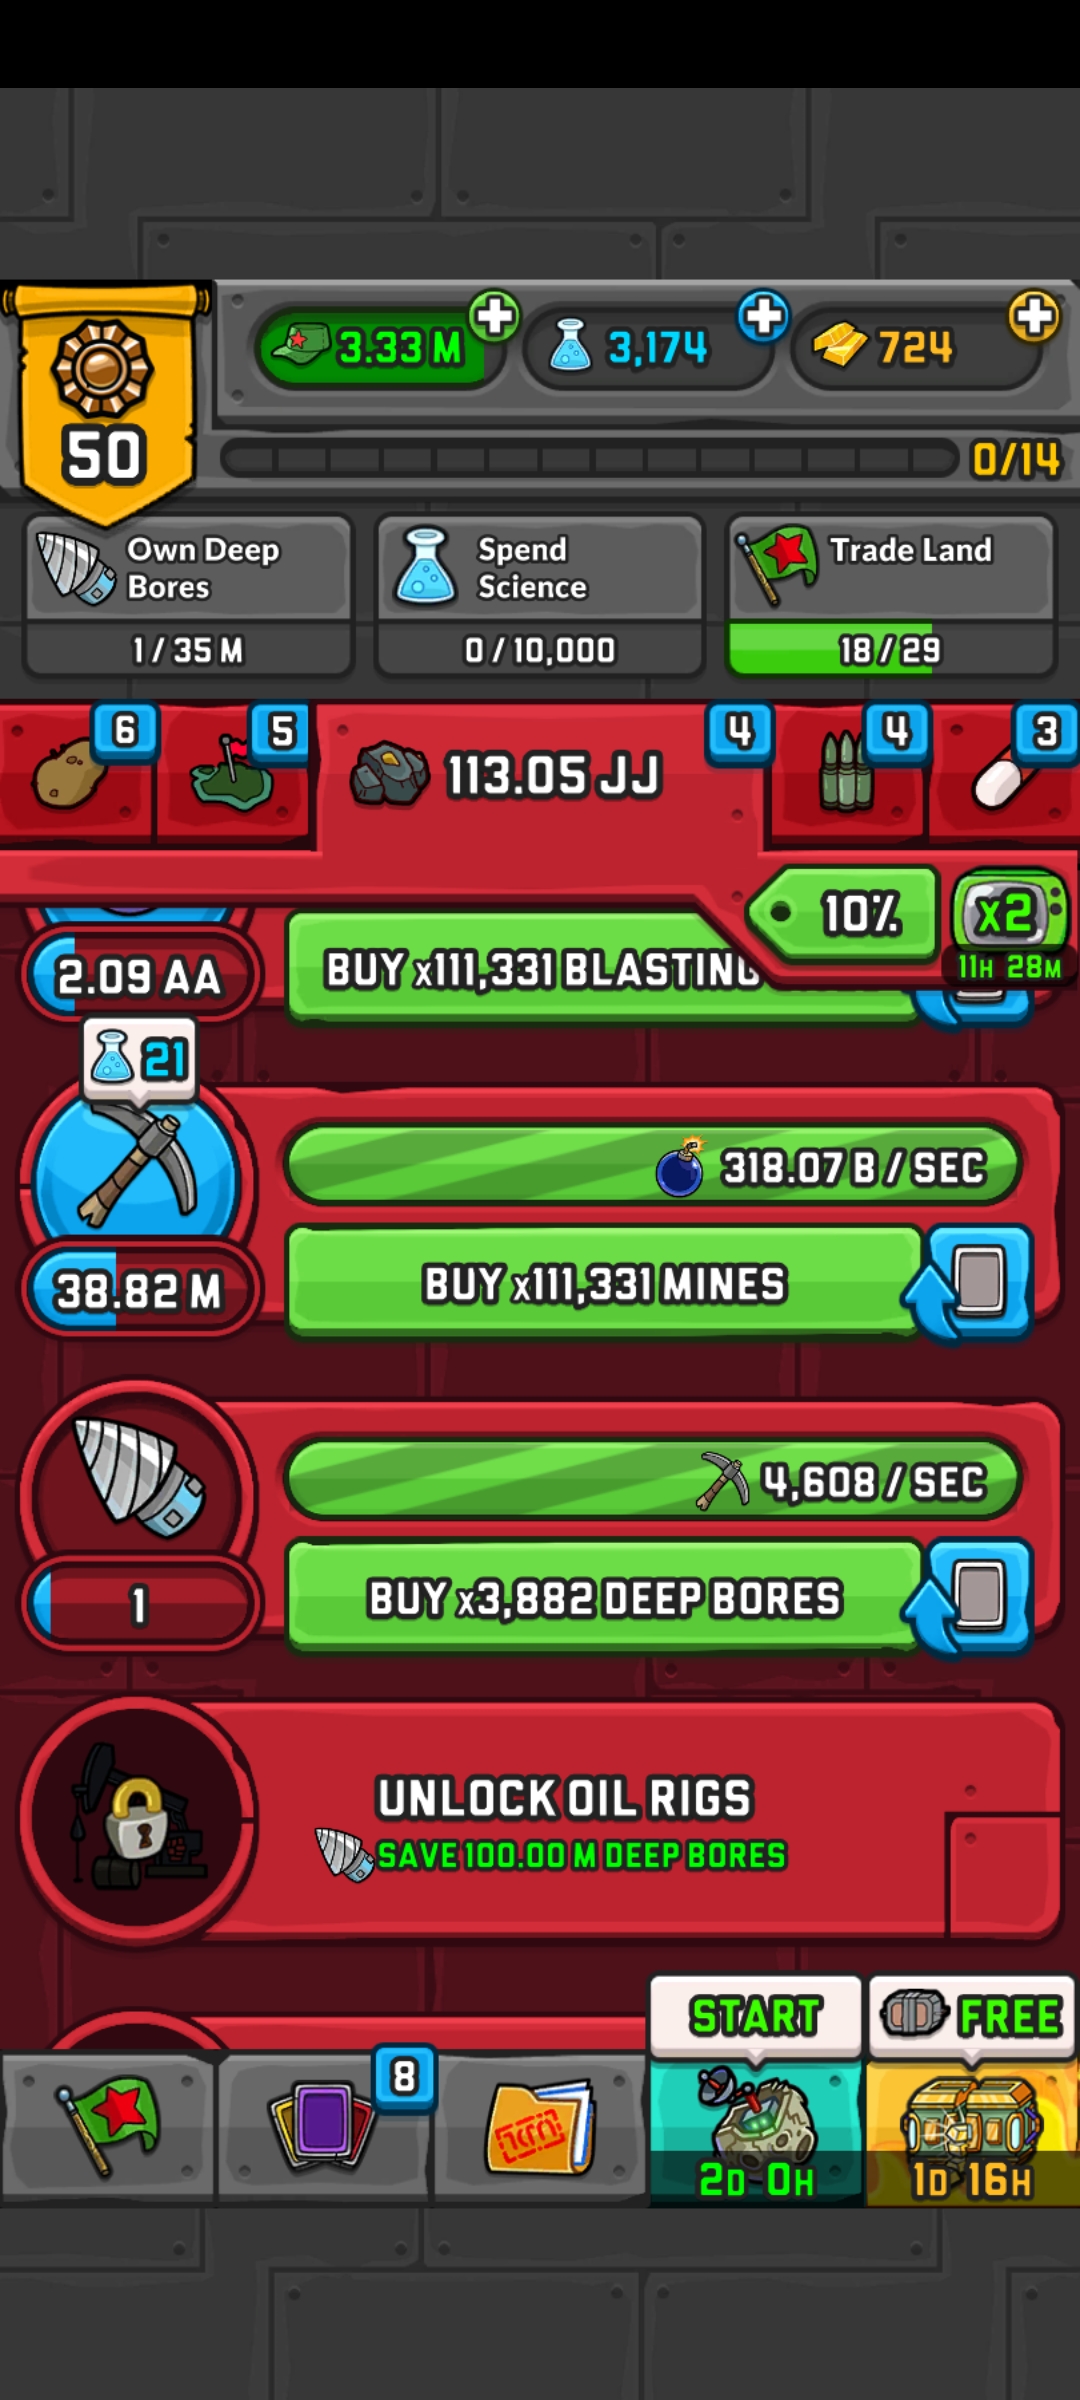 50
3.33 M
3,174
724
0/14
Own Deep
Bores
1 / 35 M
Spend
Science
0 / 10,000
Trade Land
18 / 29
6
5
113.05 JJ
4
4
3
10%
x2
11H 28M
2.09 AA
BUY x111,331 BLASTING
21
318.07 B / SEC
38.82 M
BUY x111,331 MINES
4,608 / SEC
1
BUY x3,882 DEEP BORES
UNLOCK OIL RIGS
SAVE 100.00 M DEEP BORES
START
FREE
8
2D 0H
1D 16H